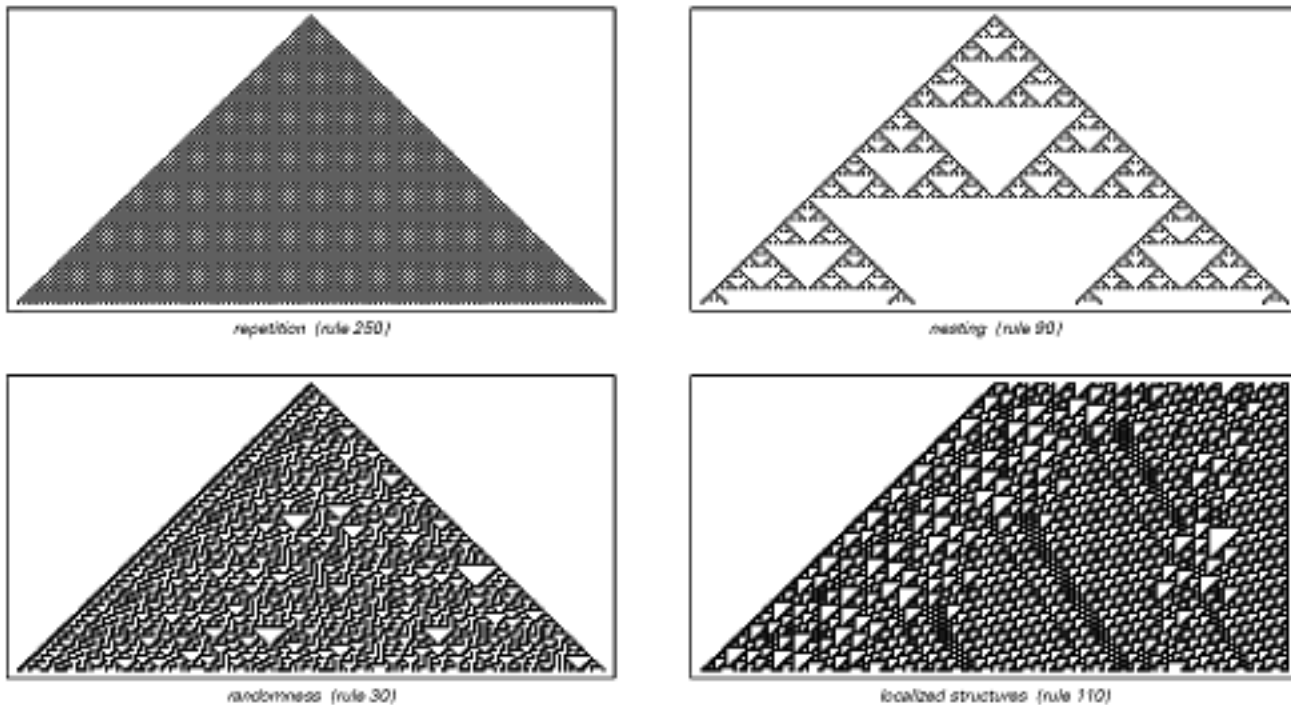 repetition (rule 250)
nesting (rule 90)
randomness (rule 30)
localized structures (rule 110)